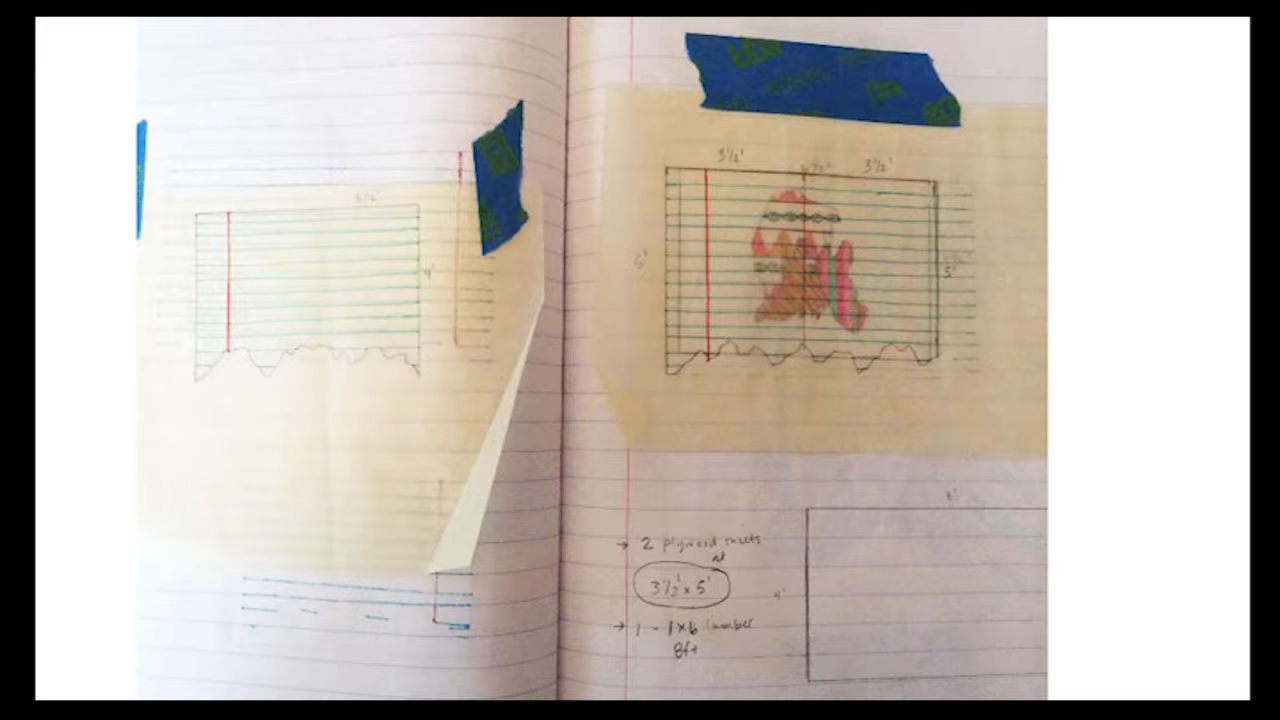 4'
3½'
3½'
5'
5'
8'
→ 2 plywood sheets
at
3½' x 5'
4'
→ 1 - 1x6 lumber
8ft